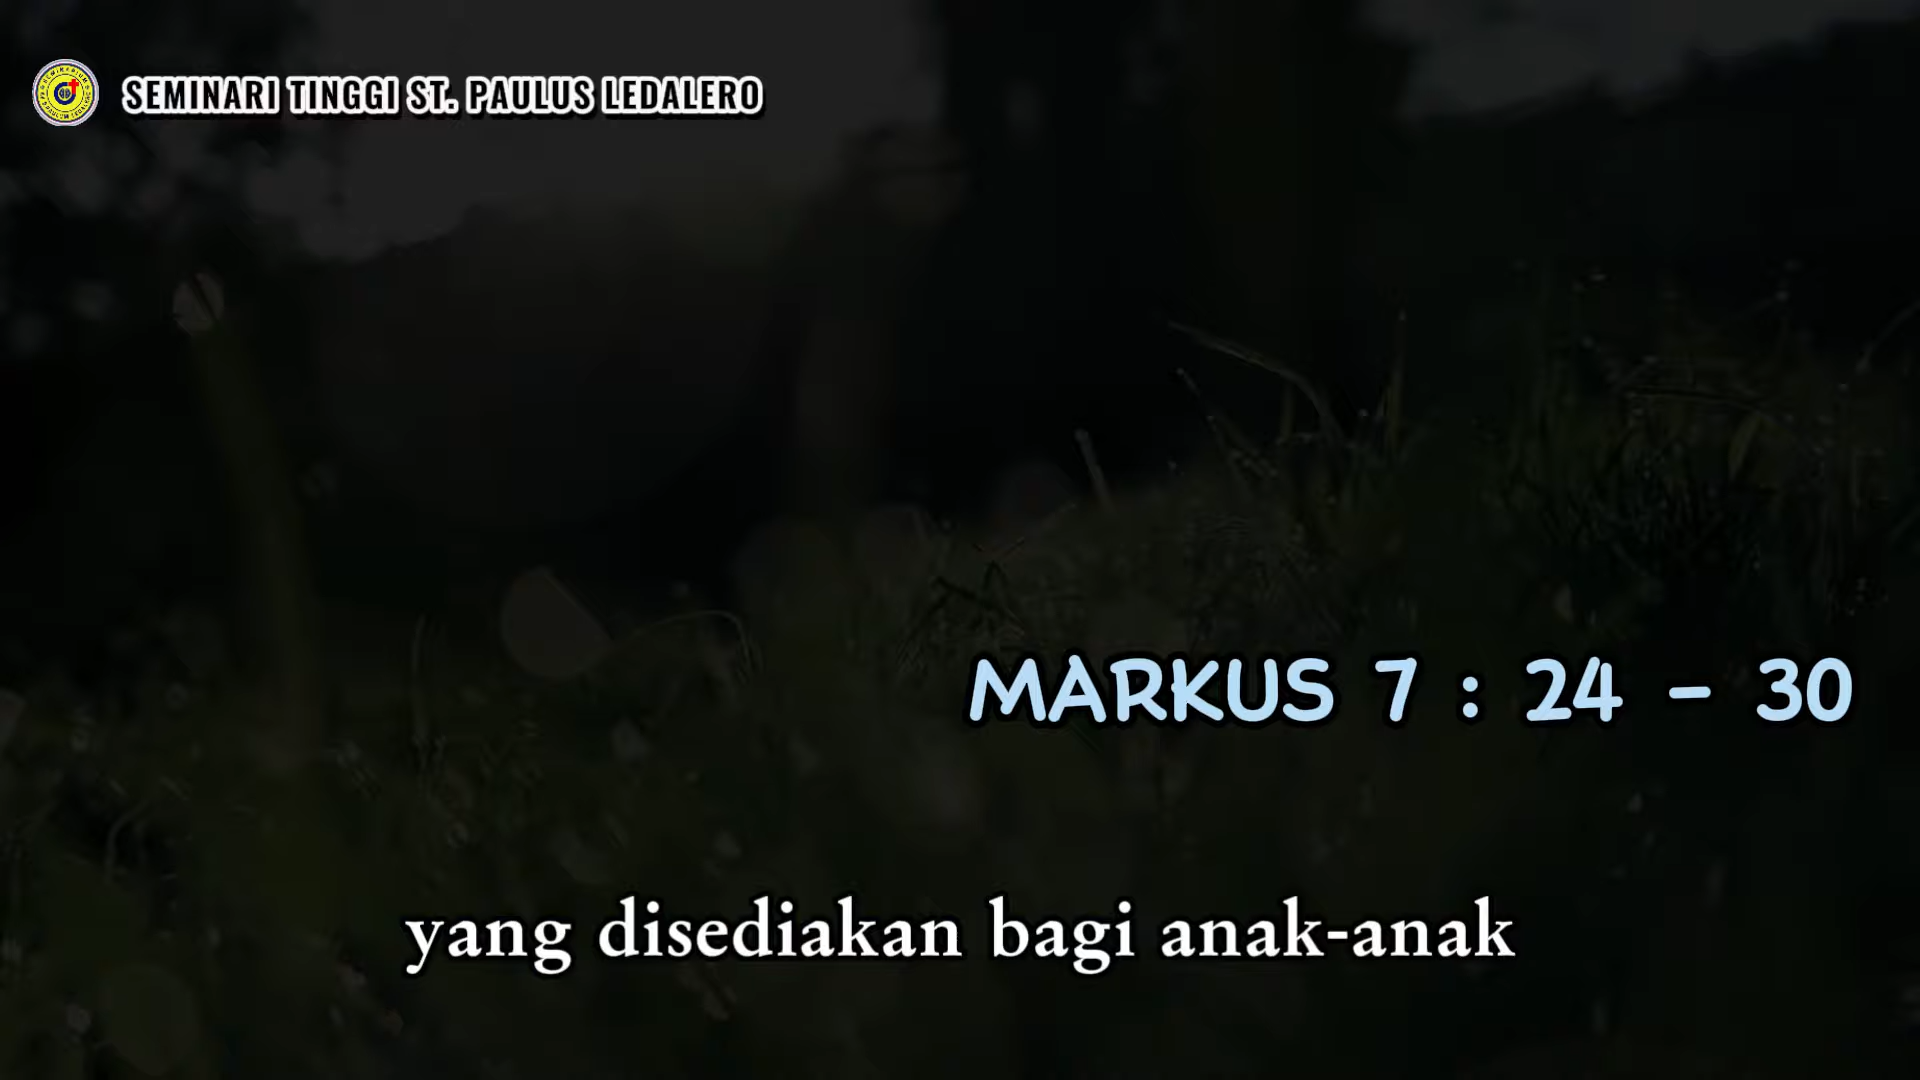 SEMINARI TINGGI ST. PAULUS LEDALERO
MARKUS 7 : 24 - 30
yang disediakan bagi anak-anak